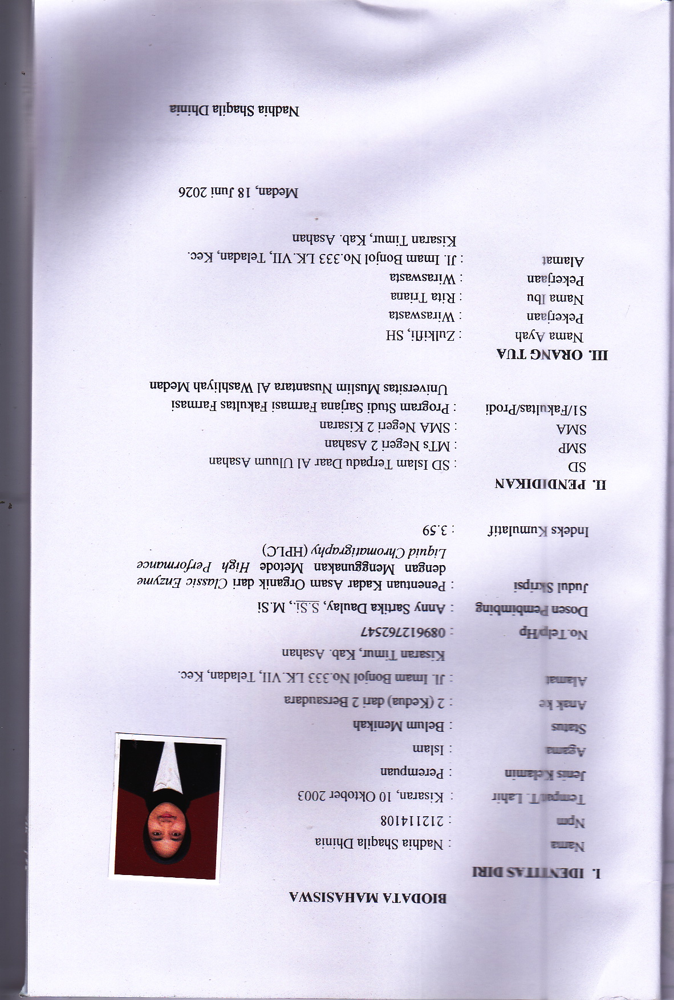 BIODATA MAHASISWA
I. IDENTITAS DIRI
Nama : Nadhia Shaqila Dhinia
Npm : 212114108
Tempat/T. Lahir : Kisaran, 10 Oktober 2003
Jenis Kelamin : Perempuan
Agama : Islam
Status : Belum Menikah
Anak ke : 2 (Kedua) dari 2 Bersaudara
Alamat : Jl. Imam Bonjol No.333 LK.VII, Teladan, Kec.
Kisaran Timur, Kab. Asahan
No.Telp/Hp : 089612762547
Dosen Pembimbing : Anny Sartika Daulay, S.Si., M.Si
Judul Skripsi : Penentuan Kadar Asam Organik dari Classic Enzyme
dengan Menggunakan Metode High Performance
Liquid Chromatigraphy (HPLC)
Indeks Kumulatif : 3.59
II. PENDIDIKAN
SD : SD Islam Terpadu Daar Al Uluum Asahan
SMP : MTs Negeri 2 Asahan
SMA : SMA Negeri 2 Kisaran
S1/Fakultas/Prodi : Program Studi Sarjana Farmasi Fakultas Farmasi
Universitas Muslim Nusantara Al Washliyah Medan
III. ORANG TUA
Nama Ayah : Zulkifli, SH
Pekerjaan : Wiraswasta
Nama Ibu : Rita Triana
Pekerjaan : Wiraswasta
Alamat : Jl. Imam Bonjol No.333 LK.VII, Teladan, Kec.
Kisaran Timur, Kab. Asahan
Medan, 18 Juni 2026
Nadhia Shaqila Dhinia